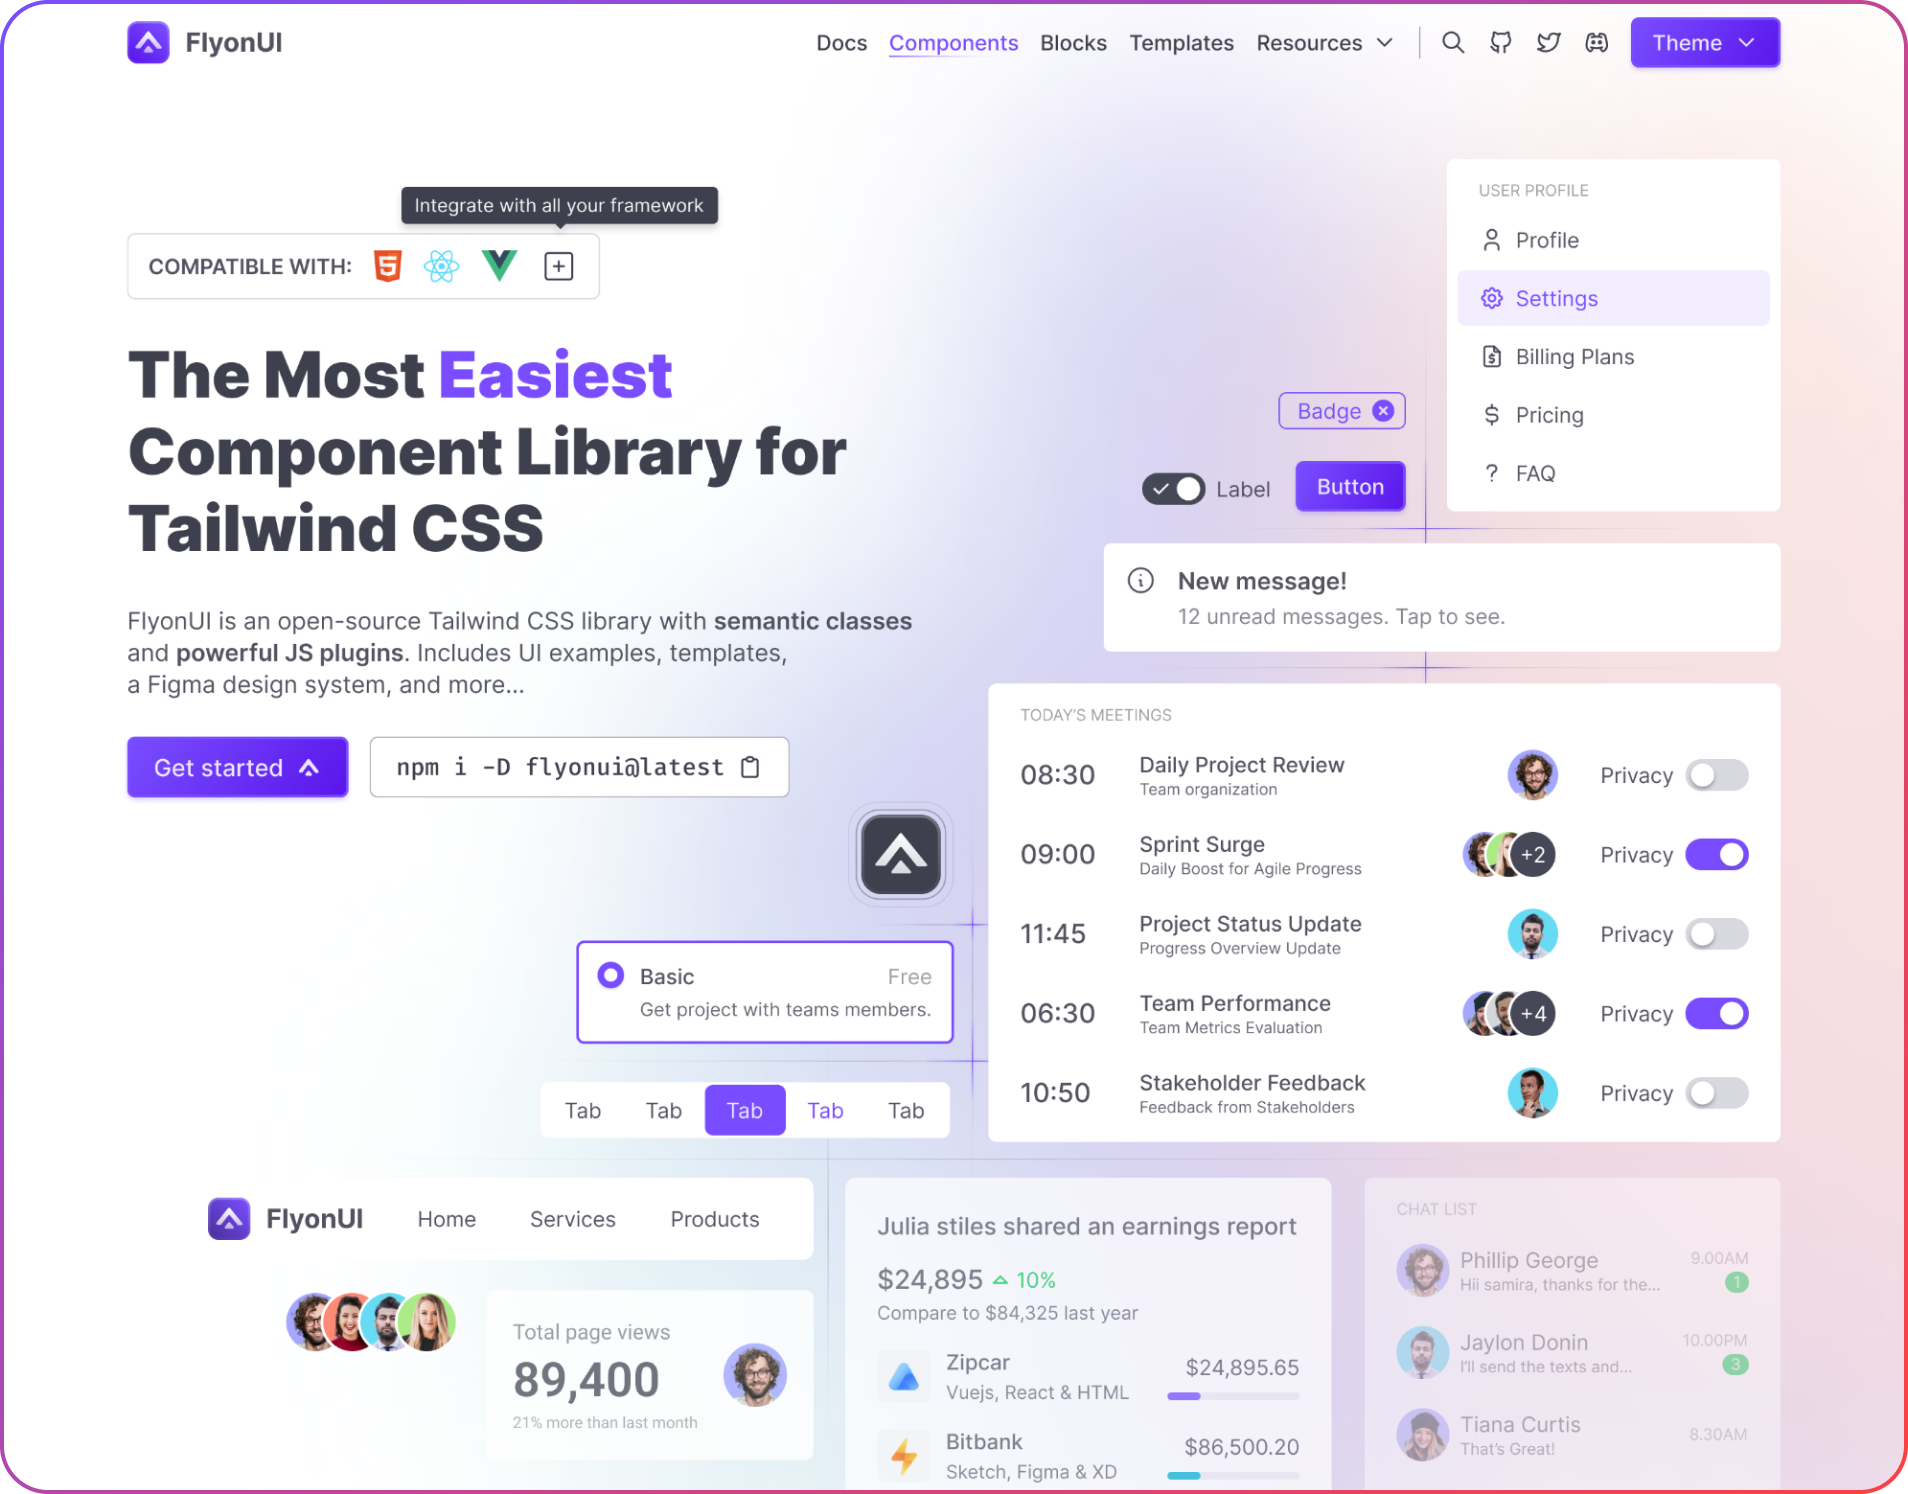 FlyonUI
Docs Components Blocks Templates Resources
Theme
Integrate with all your framework
COMPATIBLE WITH:
The Most Easiest
Component Library for
Tailwind CSS
FlyonUI is an open-source Tailwind CSS library with semantic classes
and powerful JS plugins. Includes UI examples, templates,
a Figma design system, and more...
Get started
npm i -D flyonui@latest
USER PROFILE
Profile
Settings
Billing Plans
Pricing
FAQ
Badge
Label
Button
New message!
12 unread messages. Tap to see.
TODAY'S MEETINGS
08:30 Daily Project Review Privacy
Team organization
09:00 Sprint Surge +2 Privacy
Daily Boost for Agile Progress
11:45 Project Status Update Privacy
Progress Overview Update
06:30 Team Performance +4 Privacy
Team Metrics Evaluation
10:50 Stakeholder Feedback Privacy
Feedback from Stakeholders
Basic Free
Get project with teams members.
Tab Tab Tab Tab Tab
FlyonUI Home Services Products
Total page views
89,400
21% more than last month
Julia stiles shared an earnings report
$24,895 10%
Compare to $84,325 last year
Zipcar $24,895.65
Vuejs, React & HTML
Bitbank $86,500.20
Sketch, Figma & XD
CHAT LIST
Phillip George 9.00AM
Hii samira, thanks for the... 1
Jaylon Donin 10.00PM
I'll send the texts and... 3
Tiana Curtis 8.30AM
That's Great!